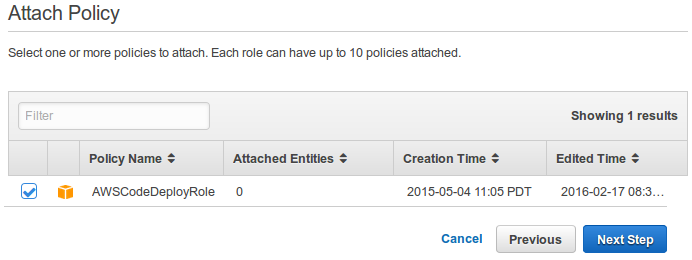 Attach Policy
Select one or more policies to attach. Each role can have up to 10 policies attached.
Filter
Showing 1 results
Policy Name Attached Entities Creation Time Edited Time
AWSCodeDeployRole 0 2015-05-04 11:05 PDT 2016-02-17 08:3...
Cancel Previous Next Step